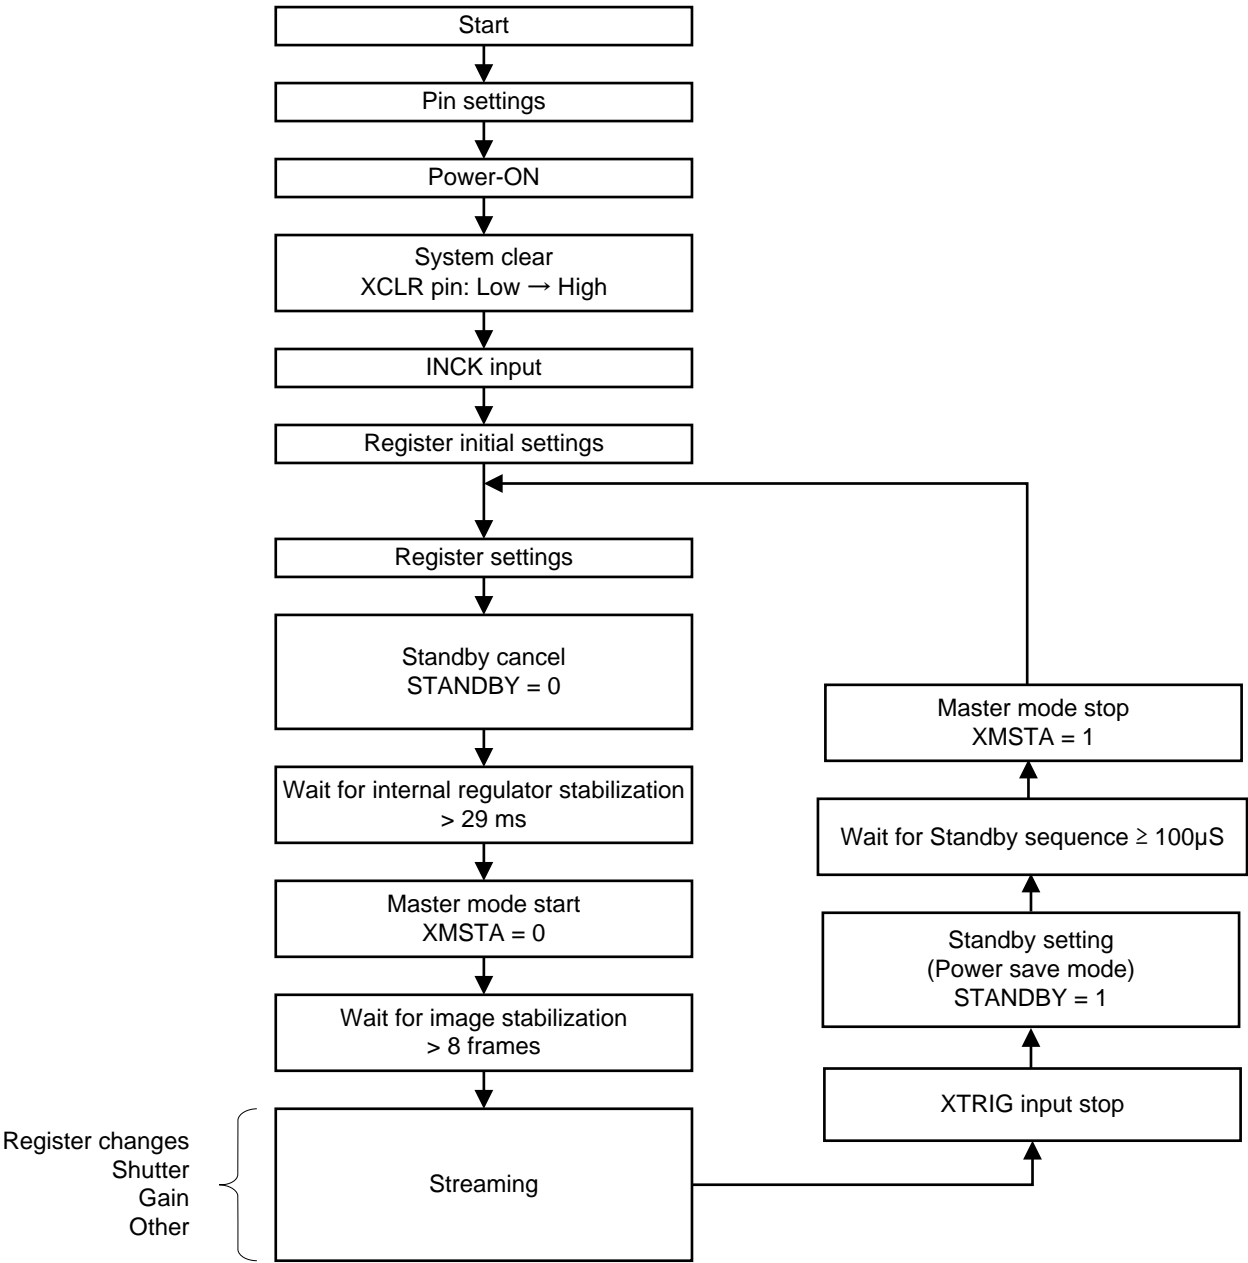 Start
Pin settings
Power-ON
System clear
XCLR pin: Low → High
INCK input
Register initial settings
Register settings
Standby cancel
STANDBY = 0
Wait for internal regulator stabilization
> 29 ms
Master mode start
XMSTA = 0
Wait for image stabilization
> 8 frames
Register changes
Shutter
Gain
Other
Streaming
XTRIG input stop
Standby setting
(Power save mode)
STANDBY = 1
Wait for Standby sequence ≥ 100µS
Master mode stop
XMSTA = 1